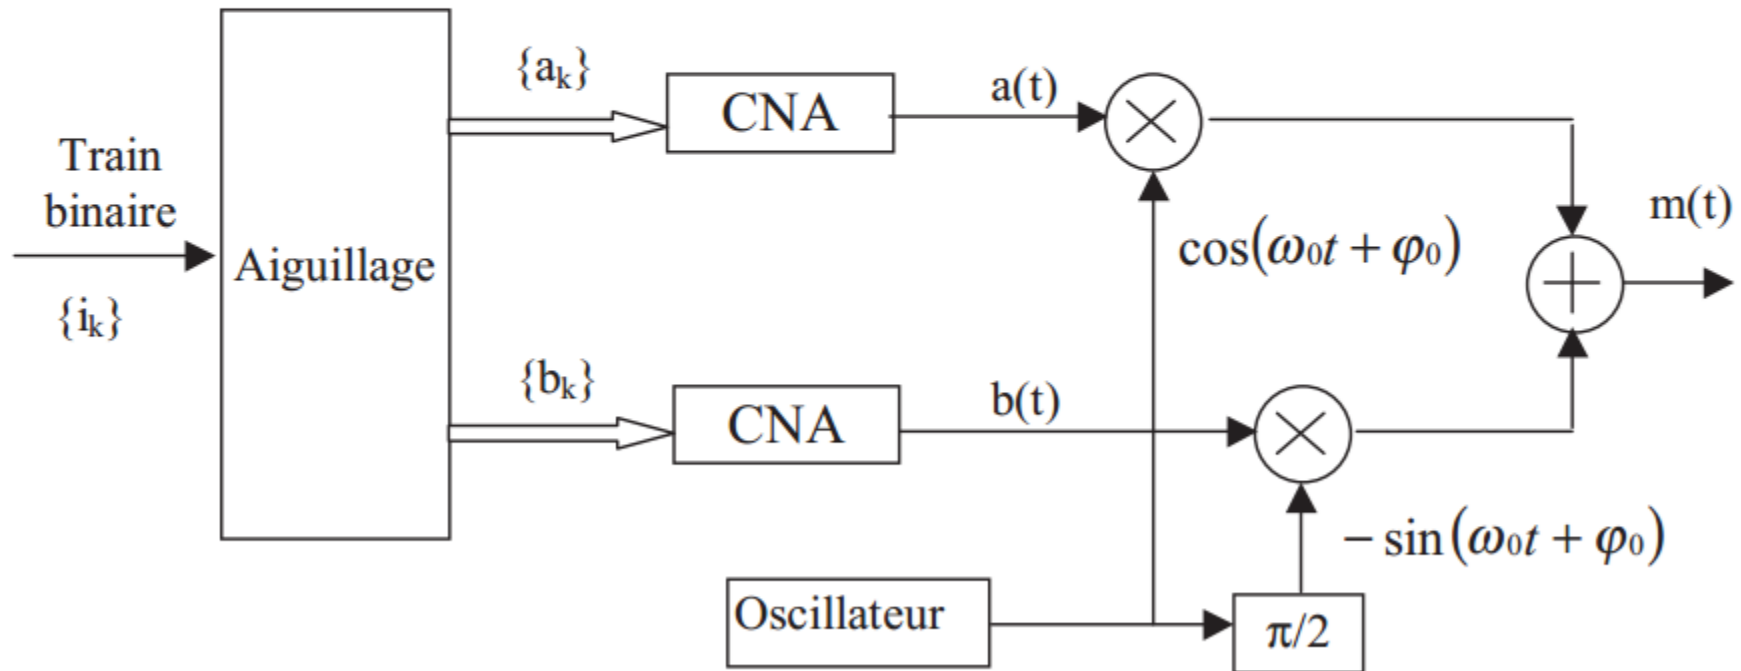 Train
binaire
{iₖ}
Aiguillage
{aₖ}
CNA
a(t)
cos(ω₀t + φ₀)
m(t)
{bₖ}
CNA
b(t)
− sin(ω₀t + φ₀)
Oscillateur
π/2